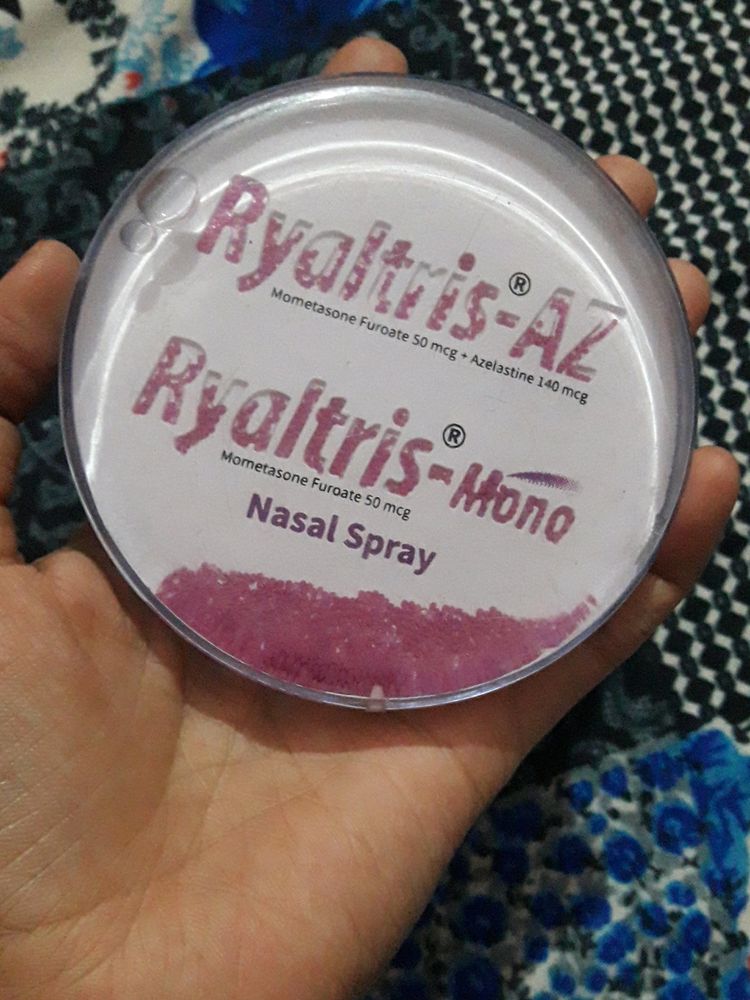 Ryaltris®-AZ
Mometasone Furoate 50 mcg + Azelastine 140 mcg
Ryaltris®-Mono
Mometasone Furoate 50 mcg
Nasal Spray